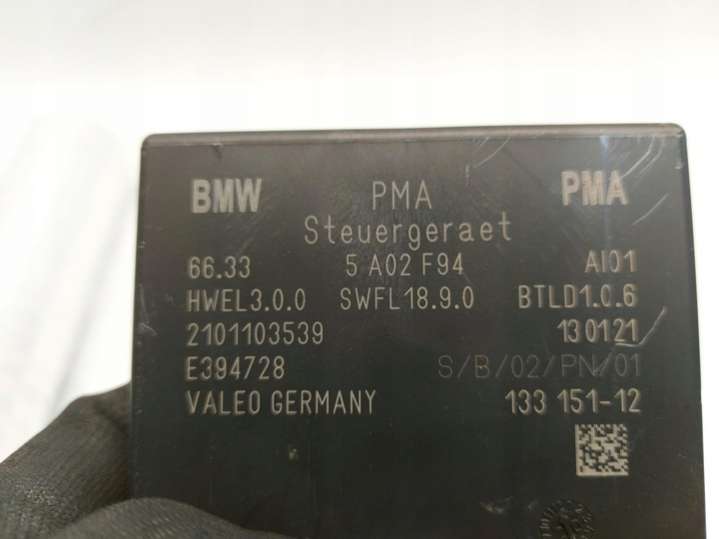 BMW PMA PMA
Steuergeraet
66.33 5 A02 F94 AI01
HWEL3.0.0 SWFL18.9.0 BTLD1.0.6
2101103539 130121
E394728 S/B/02/PN/01
VALEO GERMANY 133 151-12